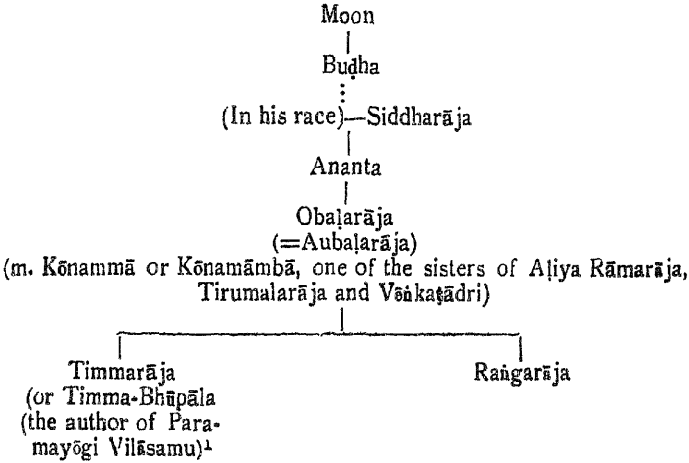 Moon
Buḍha
(In his race)—Siddharāja
Ananta
Obaḷarāja
(=Aubaḷarāja)
(m. Kōnammā or Kōnamāmbā, one of the sisters of Aḷiya Rāmarāja,
Tirumalarāja and Vēṅkaṭādri)
Timmarāja
(or Timma-Bhūpāla
(the author of Para-
mayōgi Vilāsamu)¹
Raṅgarāja